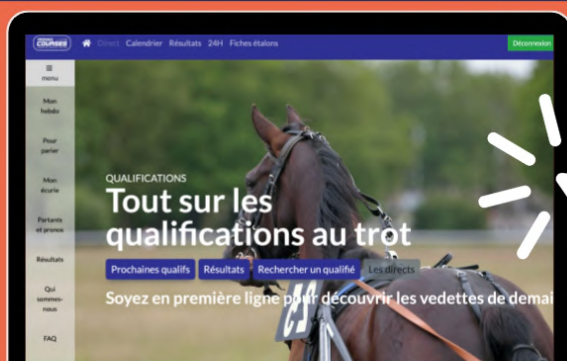 COURSES
Direct Calendrier Résultats 24H Fiches étalons
Déconnexion
menu
Mon
hebdo
Pour
parier
Mon
écurie
Partants
et pronos
Résultats
Qui
sommes-
nous
FAQ
QUALIFICATIONS
Tout sur les
qualifications au trot
Prochaines qualifs Résultats Rechercher un qualifié Les directs
Soyez en première ligne pour découvrir les vedettes de demai